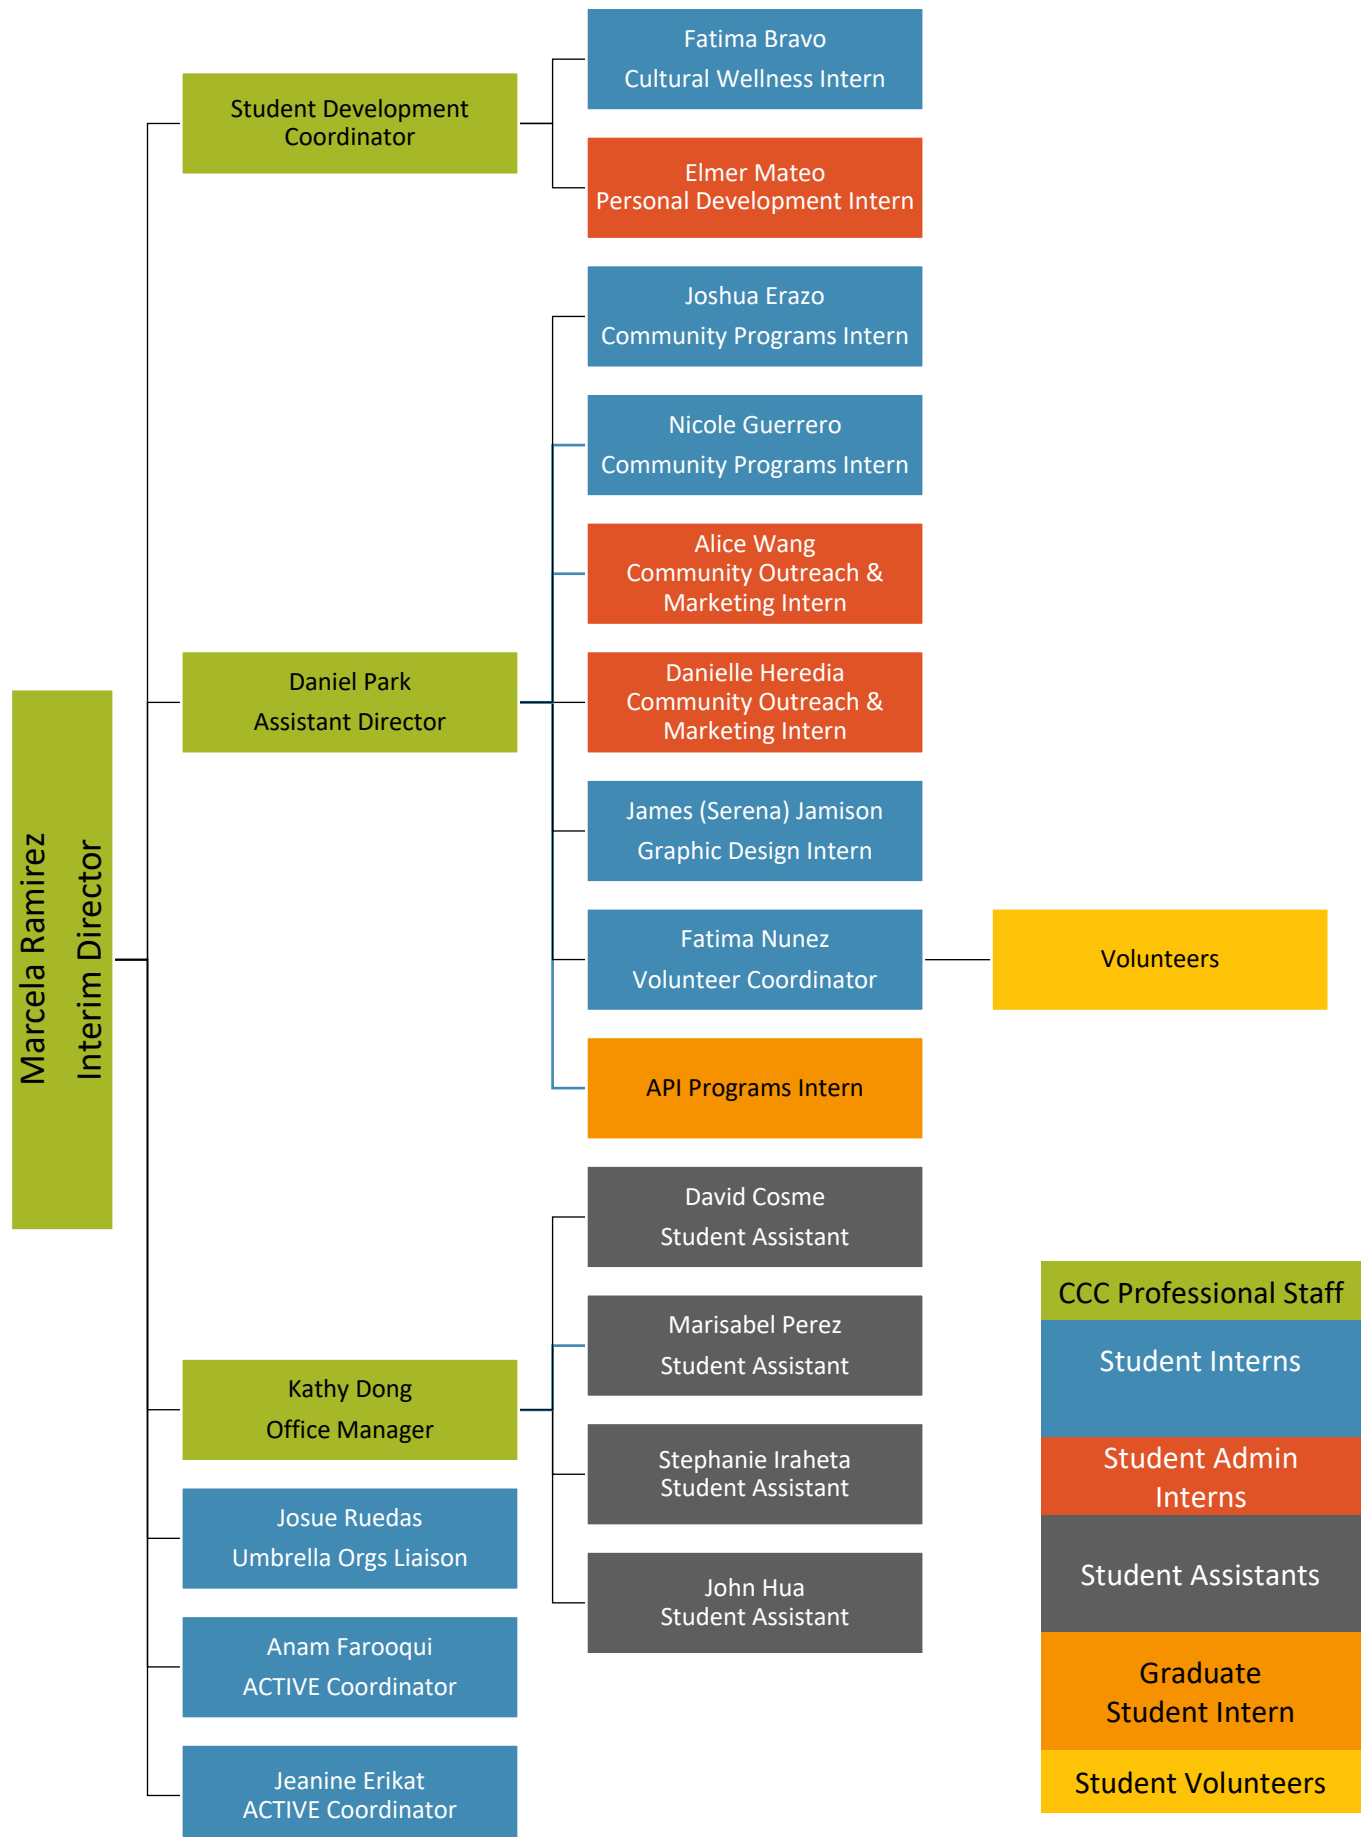 Marcela Ramirez
Interim Director
Student Development
Coordinator
Fatima Bravo
Cultural Wellness Intern
Elmer Mateo
Personal Development Intern
Daniel Park
Assistant Director
Joshua Erazo
Community Programs Intern
Nicole Guerrero
Community Programs Intern
Alice Wang
Community Outreach &
Marketing Intern
Danielle Heredia
Community Outreach &
Marketing Intern
James (Serena) Jamison
Graphic Design Intern
Fatima Nunez
Volunteer Coordinator
Volunteers
API Programs Intern
Kathy Dong
Office Manager
David Cosme
Student Assistant
Marisabel Perez
Student Assistant
Stephanie Iraheta
Student Assistant
John Hua
Student Assistant
Josue Ruedas
Umbrella Orgs Liaison
Anam Farooqui
ACTIVE Coordinator
Jeanine Erikat
ACTIVE Coordinator
CCC Professional Staff
Student Interns
Student Admin
Interns
Student Assistants
Graduate
Student Intern
Student Volunteers